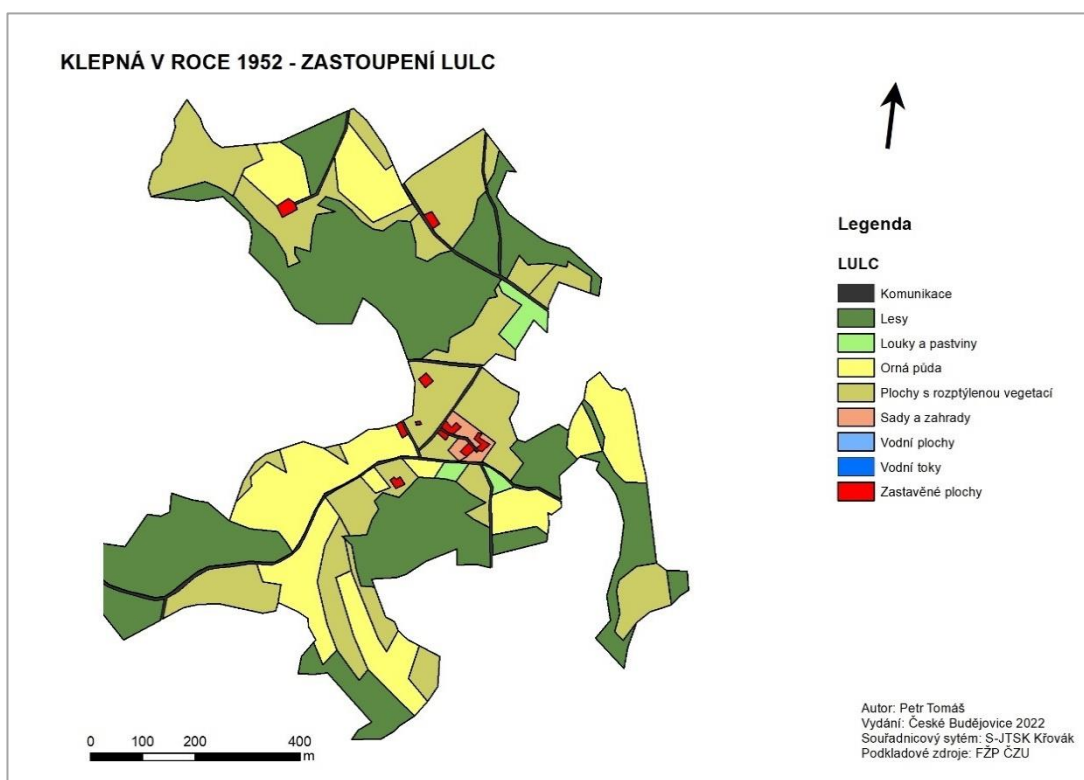 KLEPNÁ V ROCE 1952 - ZASTOUPENÍ LULC
Legenda
LULC
Komunikace
Lesy
Louky a pastviny
Orná půda
Plochy s rozptýlenou vegetací
Sady a zahrady
Vodní plochy
Vodní toky
Zastavěné plochy
0 100 200 400
m
Autor: Petr Tomáš
Vydání: České Budějovice 2022
Souřadnicový sytém: S-JTSK Křovák
Podkladové zdroje: FŽP ČZU